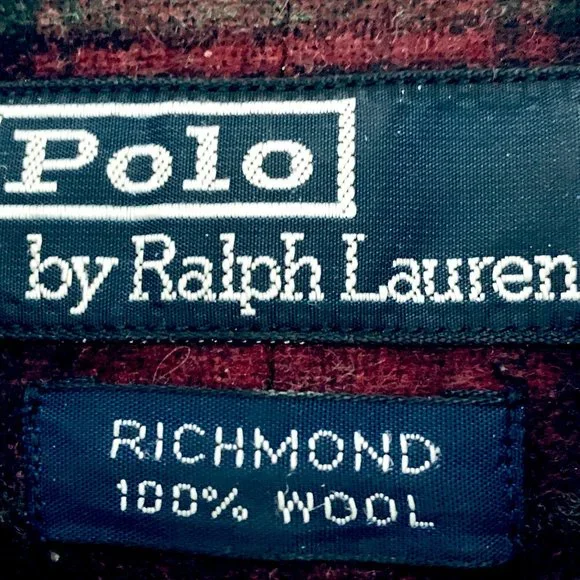 Polo
by Ralph Lauren
RICHMOND
100% WOOL